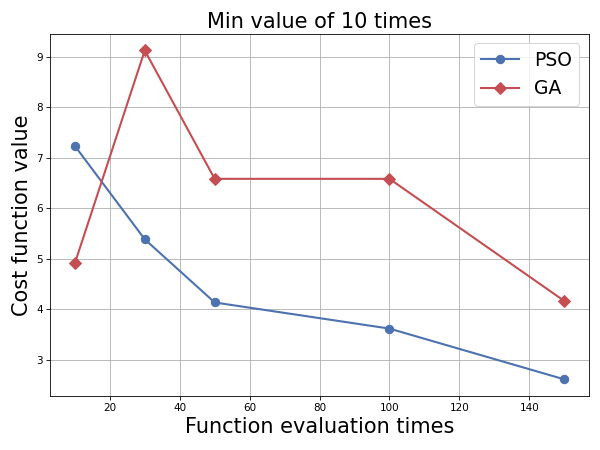 Min value of 10 times
PSO
GA
Cost function value
9
8
7
6
5
4
3
20 40 60 80 100 120 140
Function evaluation times